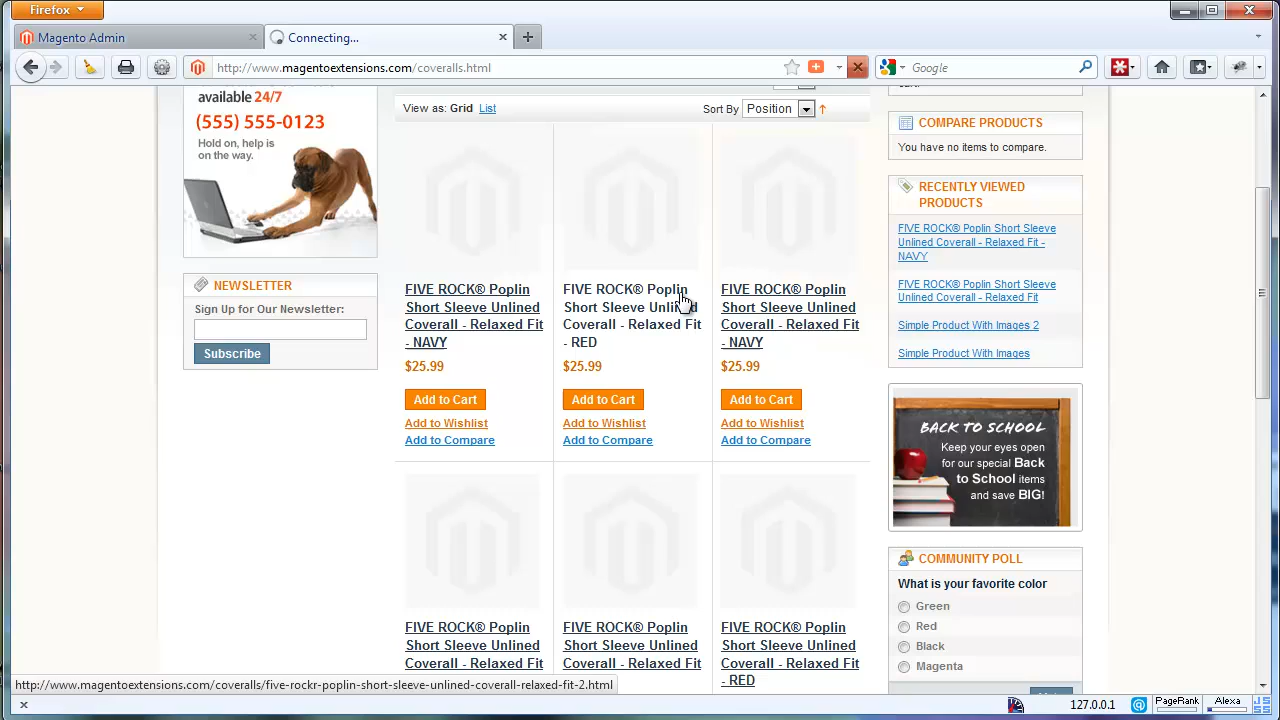 Firefox
Magento Admin
Connecting...
http://www.magentoextensions.com/coveralls.html
Google
available 24/7
(555) 555-0123
Hold on, help is
on the way.
NEWSLETTER
Sign Up for Our Newsletter:
Subscribe
View as: Grid List
Sort By Position
FIVE ROCK® Poplin
Short Sleeve Unlined
Coverall - Relaxed Fit
- NAVY
$25.99
Add to Cart
Add to Wishlist
Add to Compare
FIVE ROCK® Poplin
Short Sleeve Unlined
Coverall - Relaxed Fit
- RED
$25.99
Add to Cart
Add to Wishlist
Add to Compare
FIVE ROCK® Poplin
Short Sleeve Unlined
Coverall - Relaxed Fit
- NAVY
$25.99
Add to Cart
Add to Wishlist
Add to Compare
FIVE ROCK® Poplin
Short Sleeve Unlined
Coverall - Relaxed Fit
FIVE ROCK® Poplin
Short Sleeve Unlined
Coverall - Relaxed Fit
FIVE ROCK® Poplin
Short Sleeve Unlined
Coverall - Relaxed Fit
- RED
COMPARE PRODUCTS
You have no items to compare.
RECENTLY VIEWED
PRODUCTS
FIVE ROCK® Poplin Short Sleeve
Unlined Coverall - Relaxed Fit -
NAVY
FIVE ROCK® Poplin Short Sleeve
Unlined Coverall - Relaxed Fit
Simple Product With Images 2
Simple Product With Images
BACK TO SCHOOL
Keep your eyes open
for our special Back
to School items
and save BIG!
COMMUNITY POLL
What is your favorite color
Green
Red
Black
Magenta
http://www.magentoextensions.com/coveralls/five-rockr-poplin-short-sleeve-unlined-coverall-relaxed-fit-2.html
127.0.0.1
PageRank
Alexa